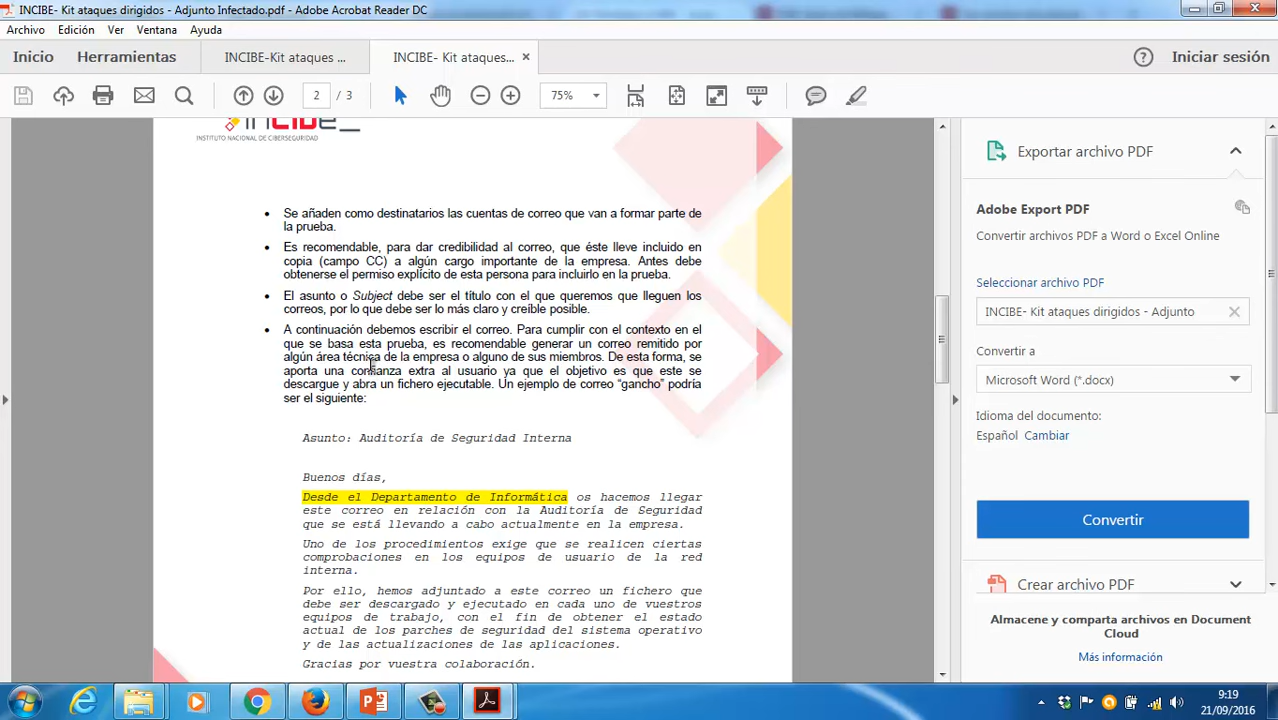 INCIBE- Kit ataques dirigidos - Adjunto Infectado.pdf - Adobe Acrobat Reader DC
Archivo Edición Ver Ventana Ayuda
Inicio Herramientas INCIBE-Kit ataques ... INCIBE- Kit ataques... × Iniciar sesión
2 / 3 75%
incibe_
INSTITUTO NACIONAL DE CIBERSEGURIDAD
• Se añaden como destinatarios las cuentas de correo que van a formar parte de
la prueba.
• Es recomendable, para dar credibilidad al correo, que éste lleve incluido en
copia (campo CC) a algún cargo importante de la empresa. Antes debe
obtenerse el permiso explícito de esta persona para incluirlo en la prueba.
• El asunto o Subject debe ser el título con el que queremos que lleguen los
correos, por lo que debe ser lo más claro y creíble posible.
• A continuación debemos escribir el correo. Para cumplir con el contexto en el
que se basa esta prueba, es recomendable generar un correo remitido por
algún área técnica de la empresa o alguno de sus miembros. De esta forma, se
aporta una confianza extra al usuario ya que el objetivo es que este se
descargue y abra un fichero ejecutable. Un ejemplo de correo “gancho” podría
ser el siguiente:
Asunto: Auditoría de Seguridad Interna
Buenos días,
Desde el Departamento de Informática os hacemos llegar
este correo en relación con la Auditoría de Seguridad
que se está llevando a cabo actualmente en la empresa.
Uno de los procedimientos exige que se realicen ciertas
comprobaciones en los equipos de usuario de la red
interna.
Por ello, hemos adjuntado a este correo un fichero que
debe ser descargado y ejecutado en cada uno de vuestros
equipos de trabajo, con el fin de obtener el estado
actual de los parches de seguridad del sistema operativo
y de las actualizaciones de las aplicaciones.
Gracias por vuestra colaboración.
Exportar archivo PDF
Adobe Export PDF
Convertir archivos PDF a Word o Excel Online
Seleccionar archivo PDF
INCIBE- Kit ataques dirigidos - Adjunto
Convertir a
Microsoft Word (*.docx)
Idioma del documento:
Español Cambiar
Convertir
Crear archivo PDF
Almacene y comparta archivos en Document
Cloud
Más información
9:19
21/09/2016